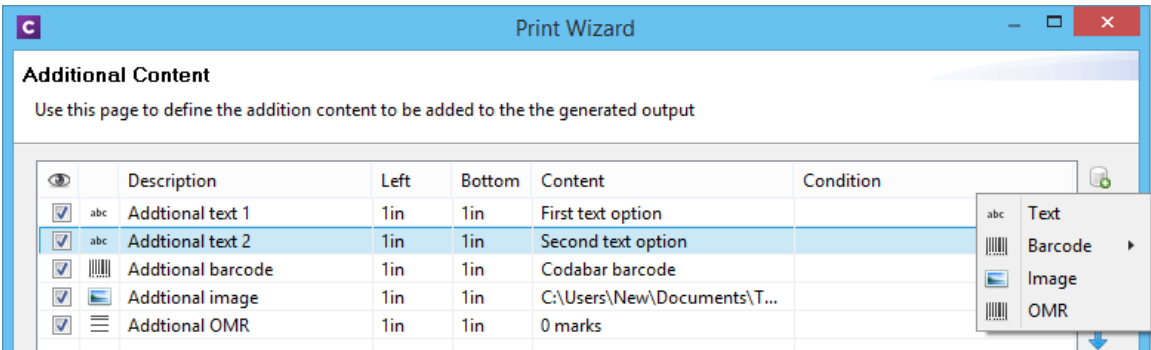 C Print Wizard
Additional Content
Use this page to define the addition content to be added to the the generated output
Description Left Bottom Content Condition
abc Addtional text 1 1in 1in First text option
abc Addtional text 2 1in 1in Second text option
Addtional barcode 1in 1in Codabar barcode
Addtional image 1in 1in C:\Users\New\Documents\T...
Addtional OMR 1in 1in 0 marks
abc Text
Barcode
Image
OMR